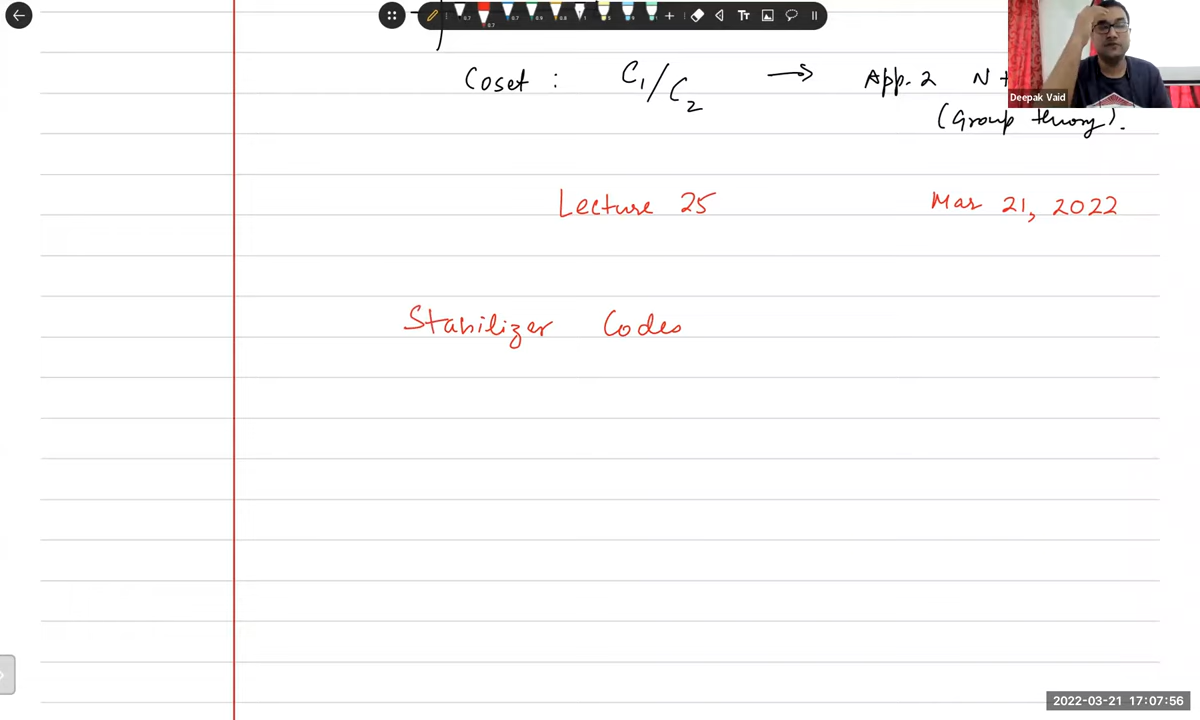 Coset : C1/C2 → App. 2 N+
Deepak Vaid
(Group theory).
Lecture 25 Mar 21, 2022
Stabilizer Codes
2022-03-21 17:07:56